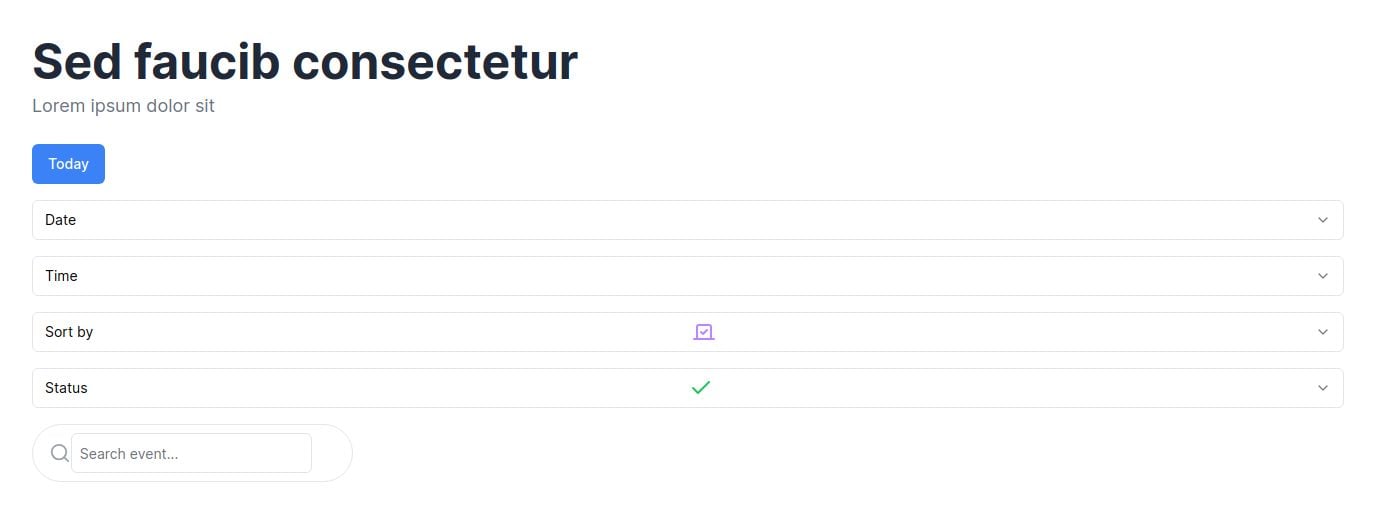 Sed faucib consectetur
Lorem ipsum dolor sit
Today
Date
Time
Sort by
Status
Search event...